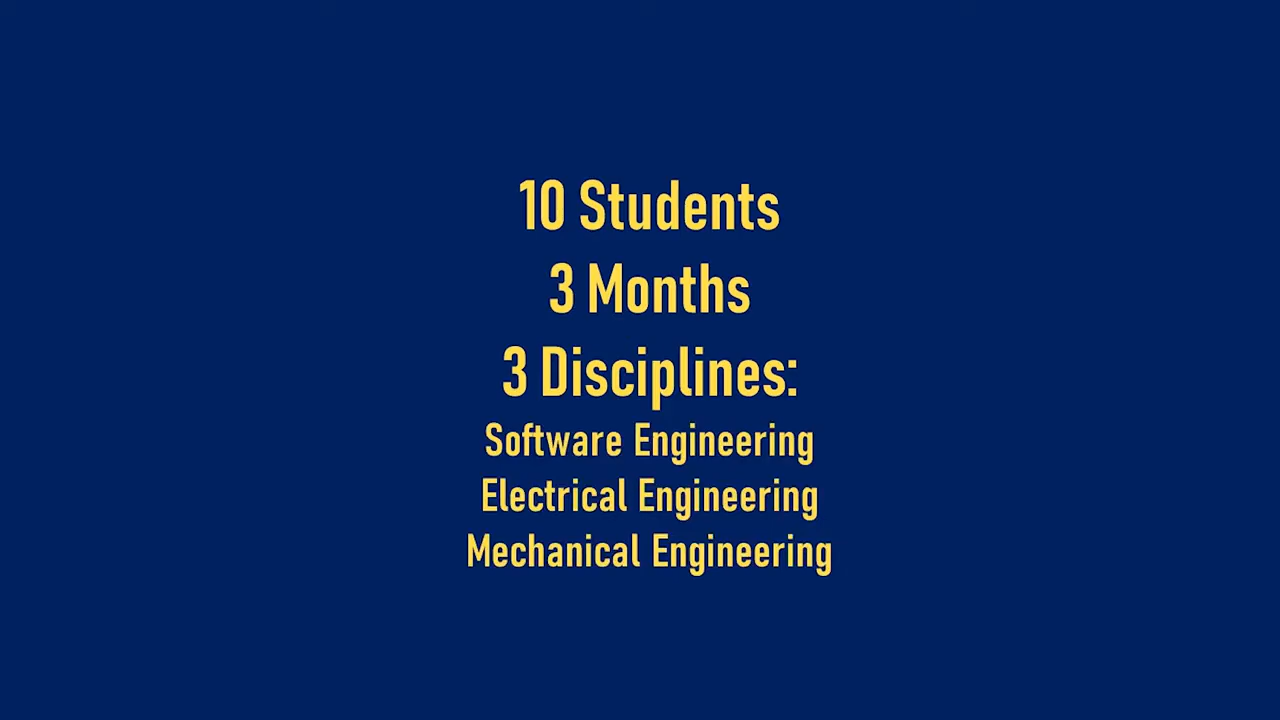 10 Students
3 Months
3 Disciplines:
Software Engineering
Electrical Engineering
Mechanical Engineering